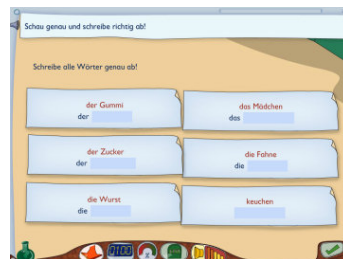 Schau genau und schreibe richtig ab!
Schreibe alle Wörter genau ab!
der Gummi
der
das Mädchen
das
der Zucker
der
die Fahne
die
die Wurst
die
keuchen
0100